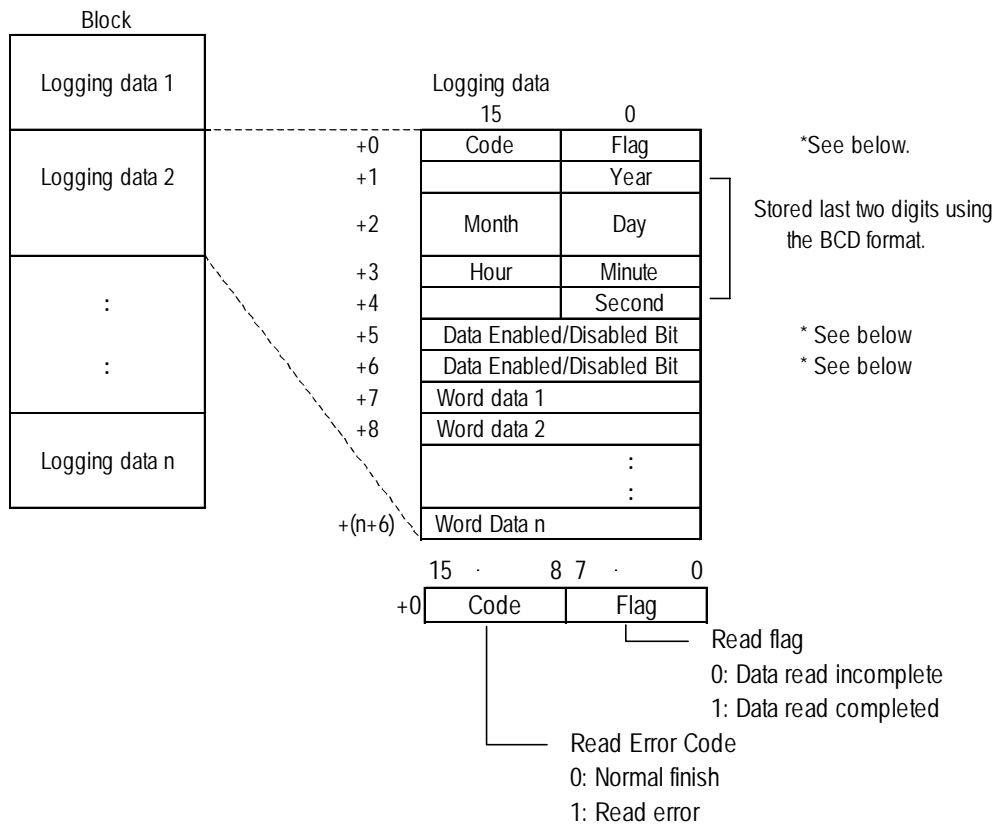 Block
Logging data 1
Logging data 2
:
:
Logging data n
Logging data
15 0
+0 Code Flag *See below.
+1 Year
+2 Month Day
+3 Hour Minute
+4 Second
Stored last two digits using
the BCD format.
+5 Data Enabled/Disabled Bit * See below
+6 Data Enabled/Disabled Bit * See below
+7 Word data 1
+8 Word data 2
:
:
+(n+6) Word Data n
15 · 8 7 · 0
+0 Code Flag
Read flag
0: Data read incomplete
1: Data read completed
Read Error Code
0: Normal finish
1: Read error